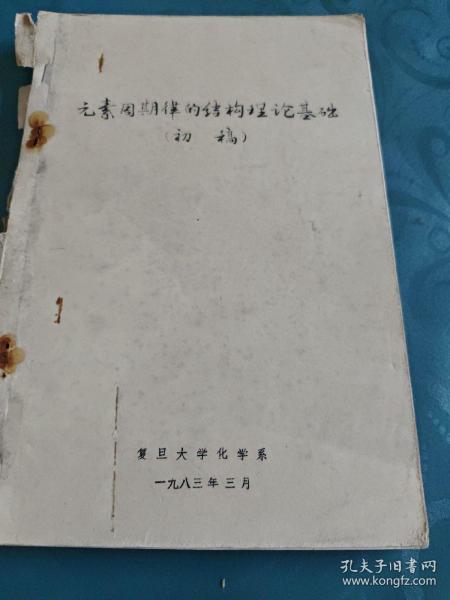 元素周期律的结构理论基础
（初 稿）
复旦大学化学系
一九八三年三月
孔夫子旧书网
www.kongfz.com